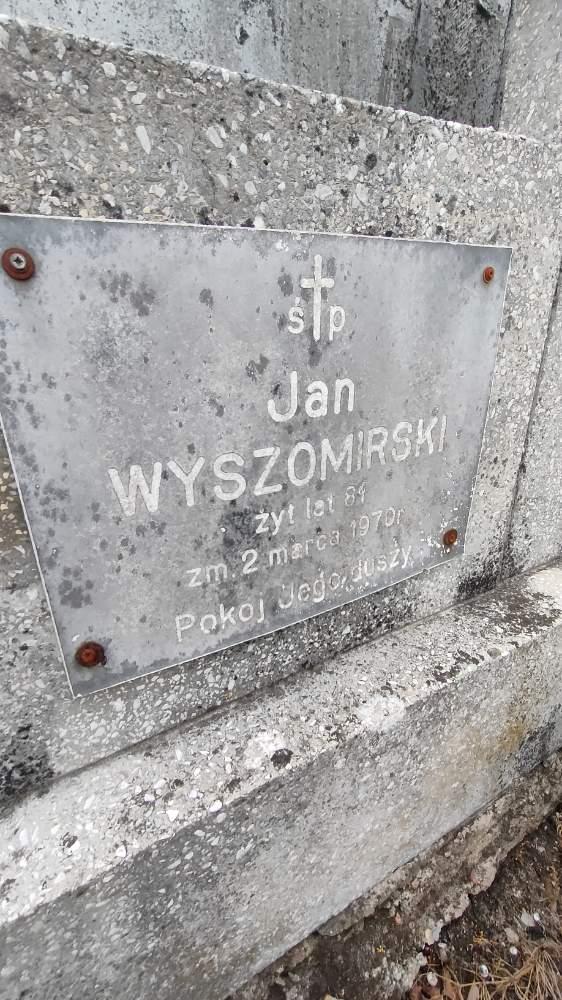 ś p
Jan
WYSZOMIRSKI
żył lat 81
zm. 2 marca 1970r.
Pokój Jego duszy.